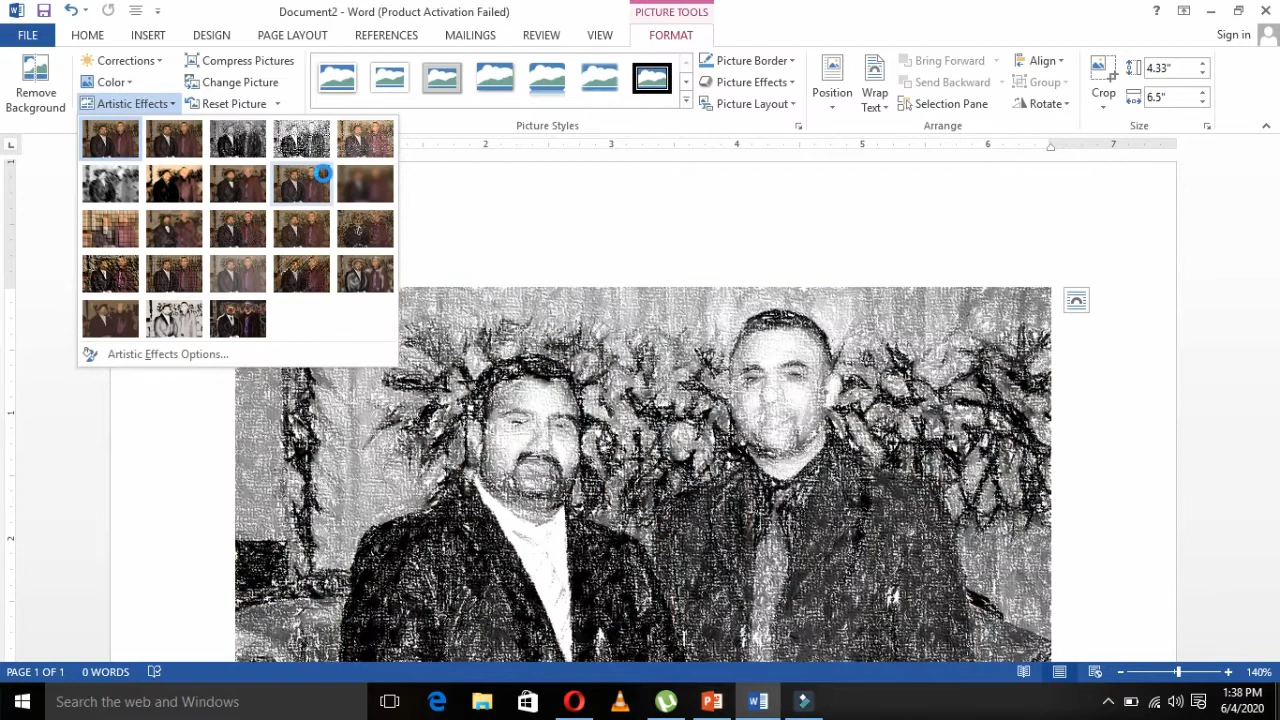 Document2 - Word (Product Activation Failed)
PICTURE TOOLS
?
FILE HOME INSERT DESIGN PAGE LAYOUT REFERENCES MAILINGS REVIEW VIEW FORMAT Sign in
Remove Background
Corrections
Color
Artistic Effects
Compress Pictures
Change Picture
Reset Picture
Picture Styles
Picture Border
Picture Effects
Picture Layout
Position
Wrap Text
Bring Forward
Send Backward
Selection Pane
Align
Group
Rotate
Arrange
Crop
4.33"
6.5"
Size
2 3 4 5 6 7
Artistic Effects Options...
1
1
2
PAGE 1 OF 1 0 WORDS 140%
Search the web and Windows
1:38 PM
6/4/2020